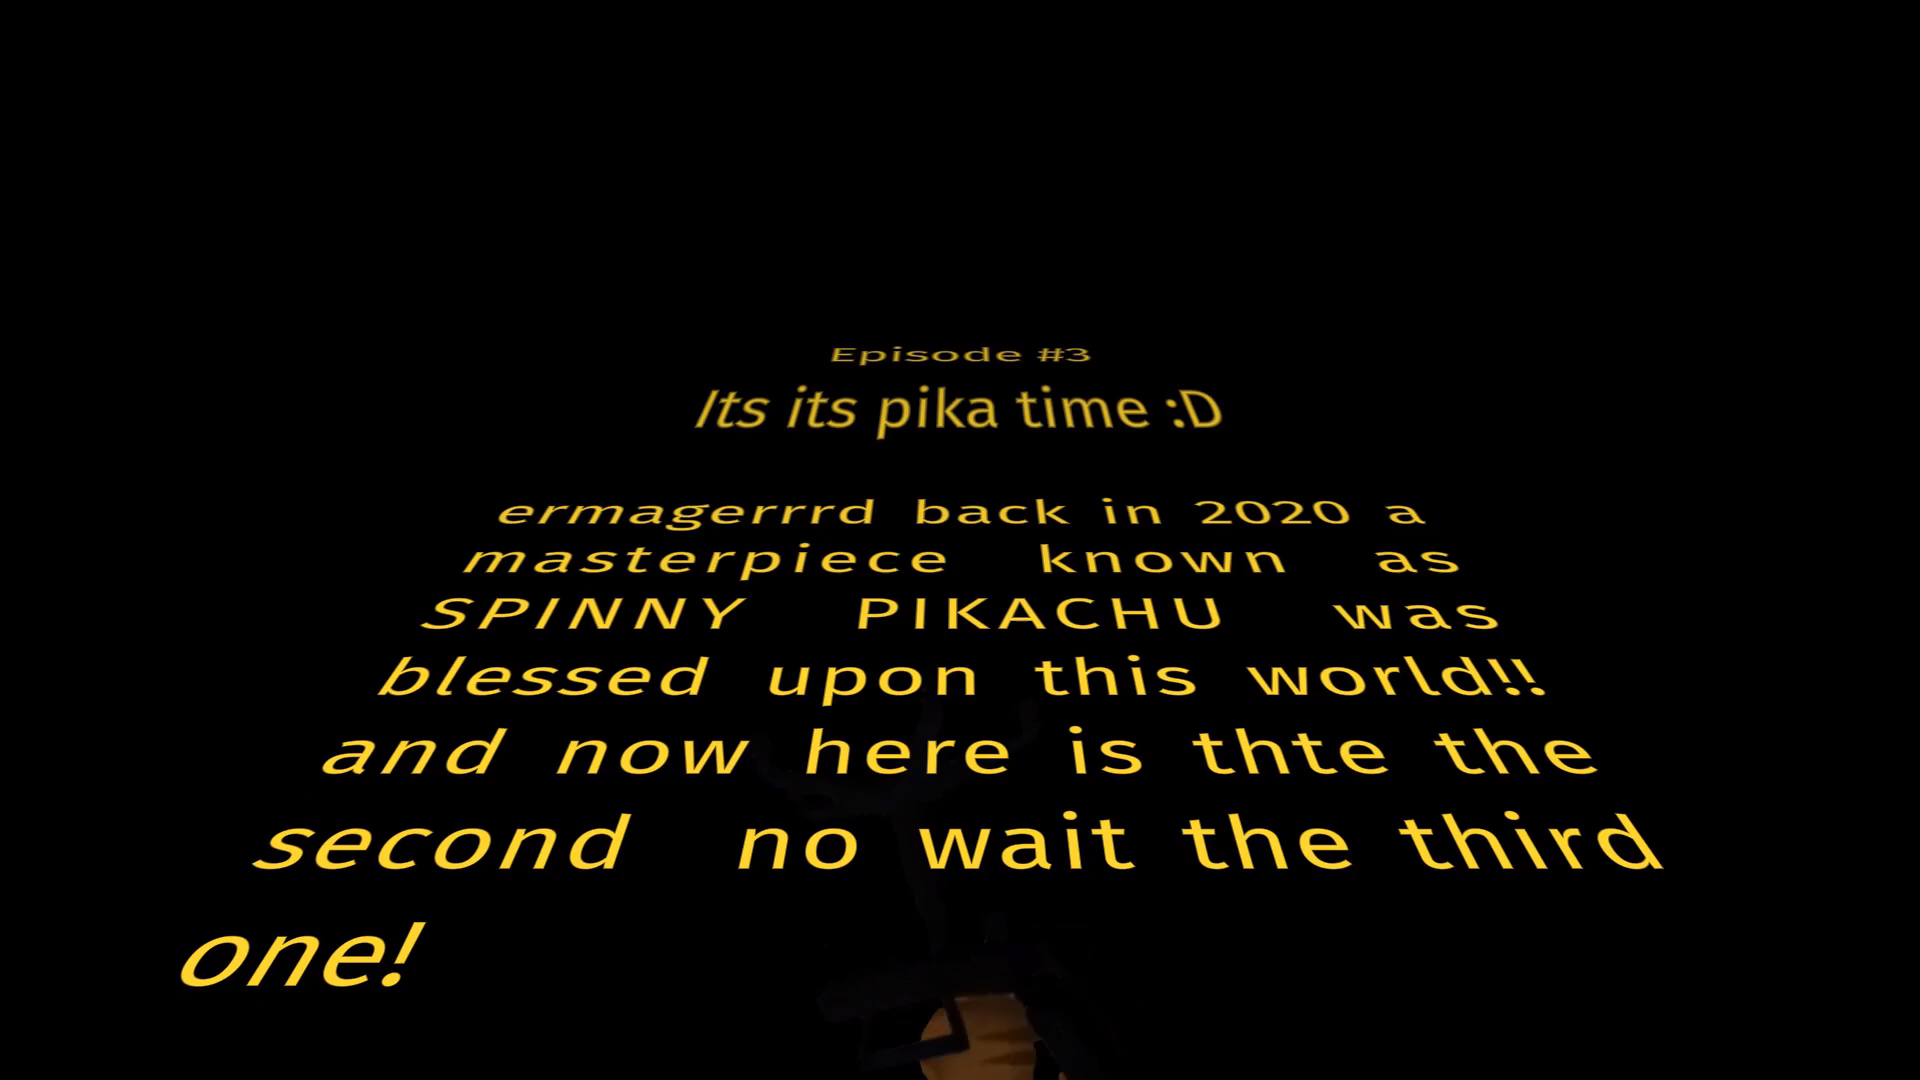 Episode #3
Its its pika time :D
ermagerrrd back in 2020 a
masterpiece known as
SPINNY PIKACHU was
blessed upon this world!!
and now here is thte the
second no wait the third
one!